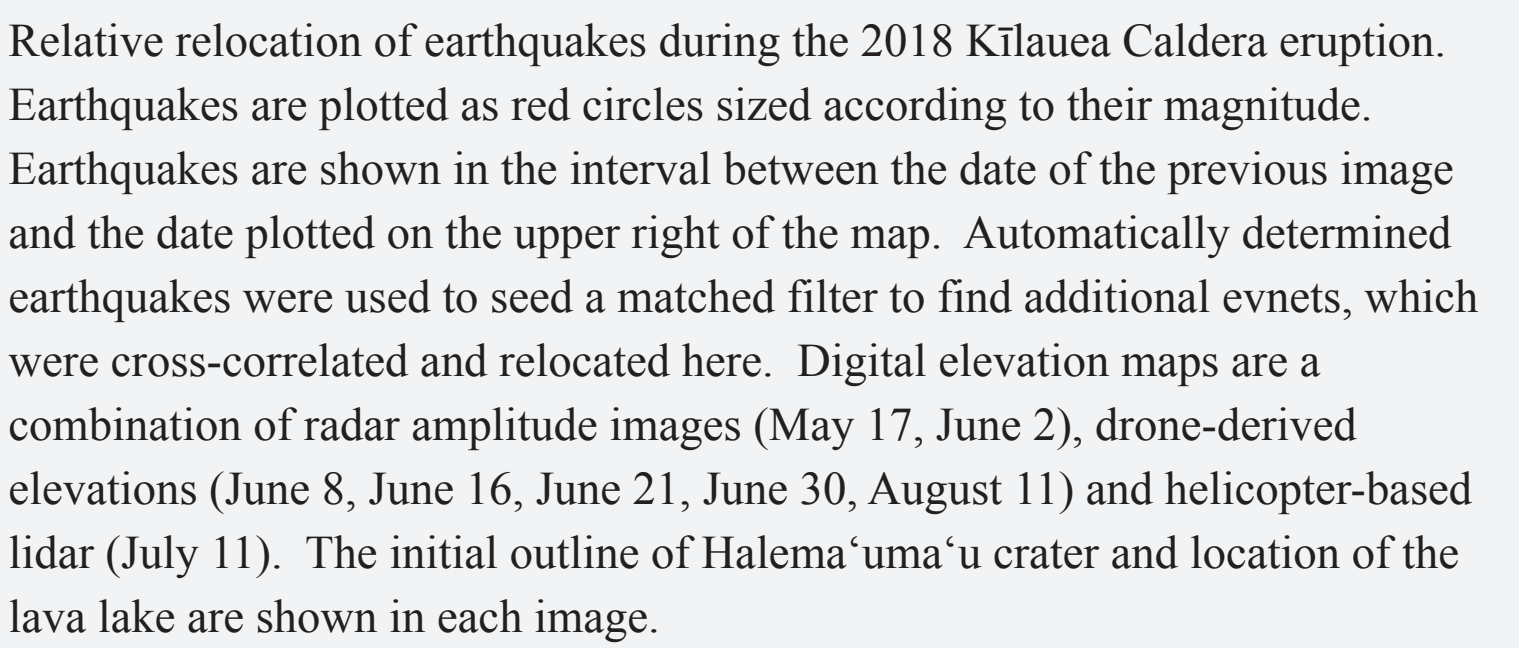 Relative relocation of earthquakes during the 2018 Kīlauea Caldera eruption.
Earthquakes are plotted as red circles sized according to their magnitude.
Earthquakes are shown in the interval between the date of the previous image
and the date plotted on the upper right of the map.  Automatically determined
earthquakes were used to seed a matched filter to find additional evnets, which
were cross-correlated and relocated here.  Digital elevation maps are a
combination of radar amplitude images (May 17, June 2), drone-derived
elevations (June 8, June 16, June 21, June 30, August 11) and helicopter-based
lidar (July 11).  The initial outline of Halema‘uma‘u crater and location of the
lava lake are shown in each image.